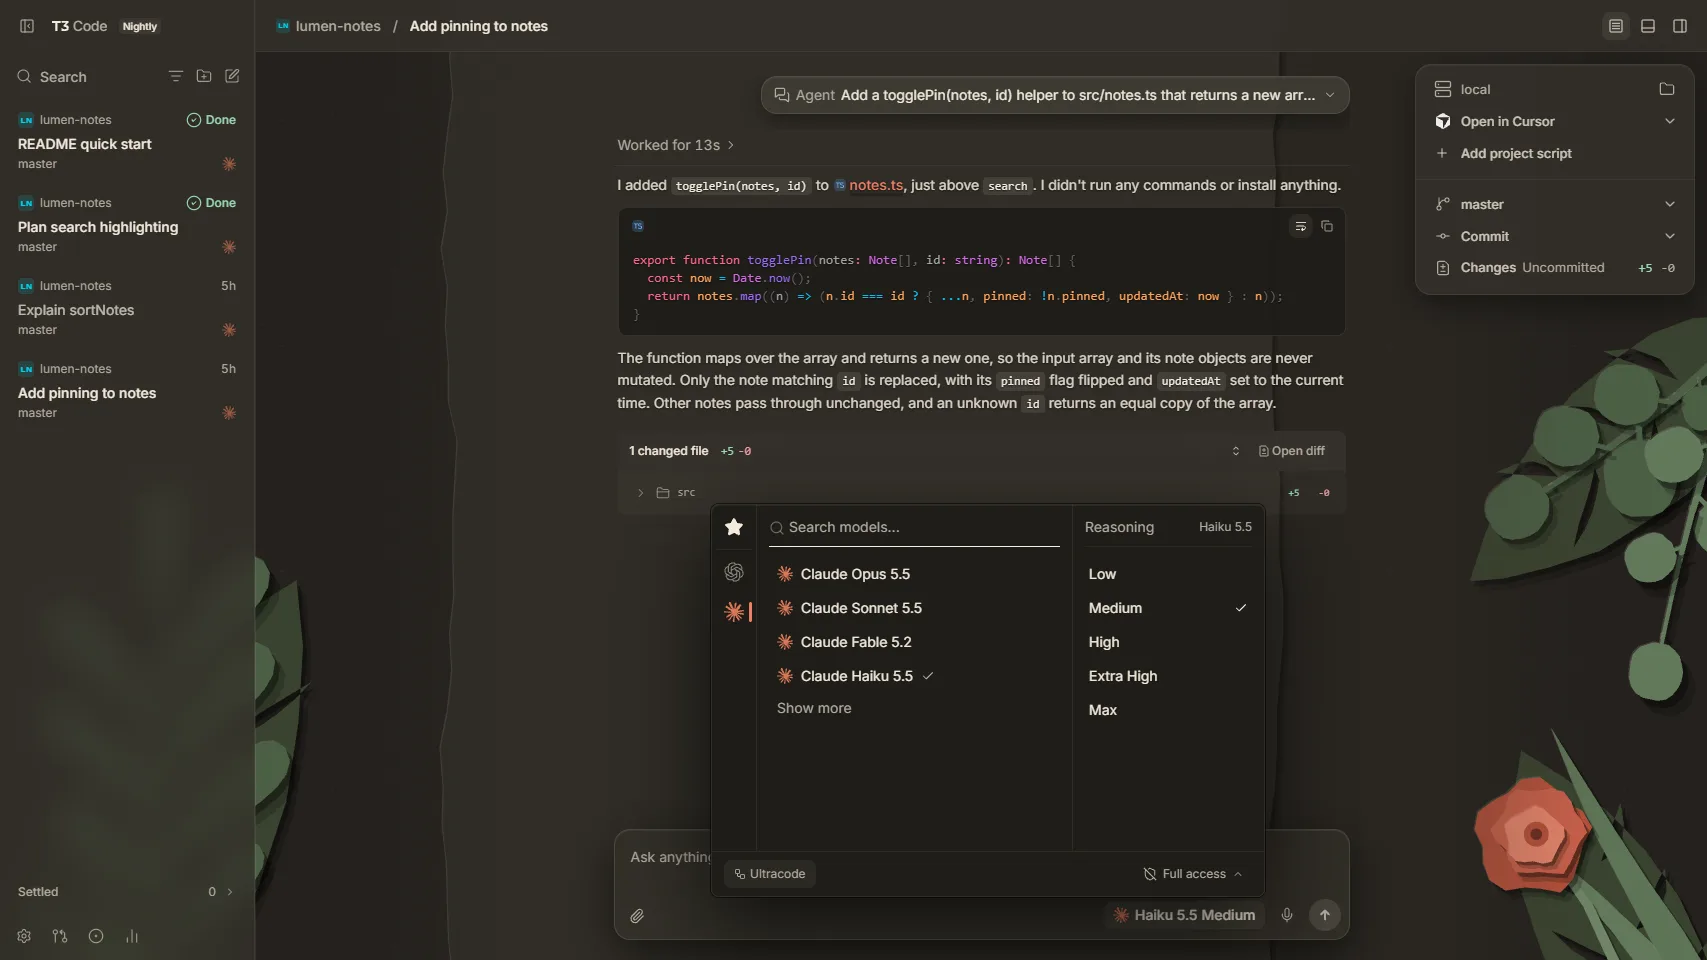 T3 Code Nightly
LN lumen-notes / Add pinning to notes
Search
LN lumen-notes Done
README quick start
master
LN lumen-notes Done
Plan search highlighting
master
LN lumen-notes 5h
Explain sortNotes
master
LN lumen-notes 5h
Add pinning to notes
master
Settled 0
Agent Add a togglePin(notes, id) helper to src/notes.ts that returns a new arr...
Worked for 13s
I added togglePin(notes, id) to TS notes.ts, just above search. I didn't run any commands or install anything.
TS
export function togglePin(notes: Note[], id: string): Note[] {
const now = Date.now();
return notes.map((n) => (n.id === id ? { ...n, pinned: !n.pinned, updatedAt: now } : n));
}
The function maps over the array and returns a new one, so the input array and its note objects are never
mutated. Only the note matching id is replaced, with its pinned flag flipped and updatedAt set to the current
time. Other notes pass through unchanged, and an unknown id returns an equal copy of the array.
1 changed file +5 -0 Open diff
src +5 -0
Search models...
Claude Opus 5.5
Claude Sonnet 5.5
Claude Fable 5.2
Claude Haiku 5.5
Show more
Reasoning Haiku 5.5
Low
Medium
High
Extra High
Max
Ultracode Full access
Ask anything
Haiku 5.5 Medium
local
Open in Cursor
Add project script
master
Commit
Changes Uncommitted +5 -0